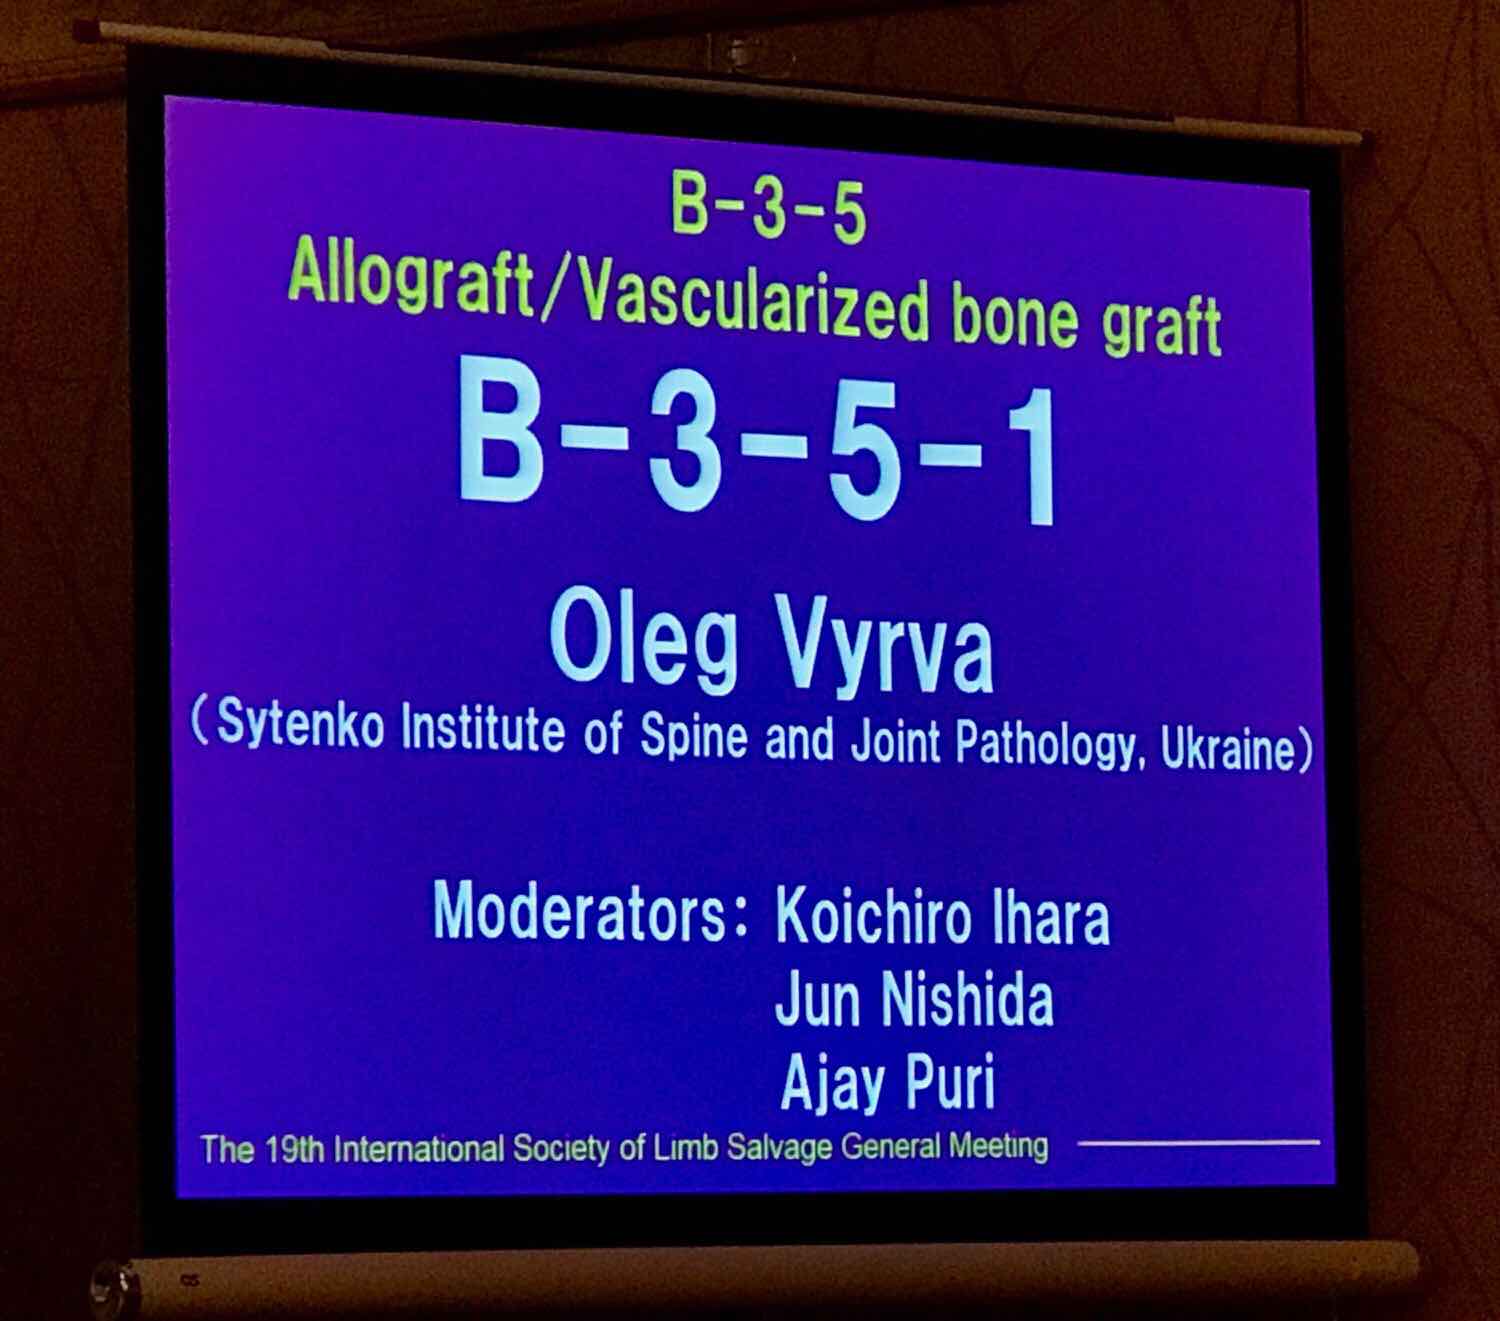 B-3-5
Allograft/Vascularized bone graft
B-3-5-1
Oleg Vyrva
(Sytenko Institute of Spine and Joint Pathology, Ukraine)
Moderators: Koichiro Ihara
Jun Nishida
Ajay Puri
The 19th International Society of Limb Salvage General Meeting
OS